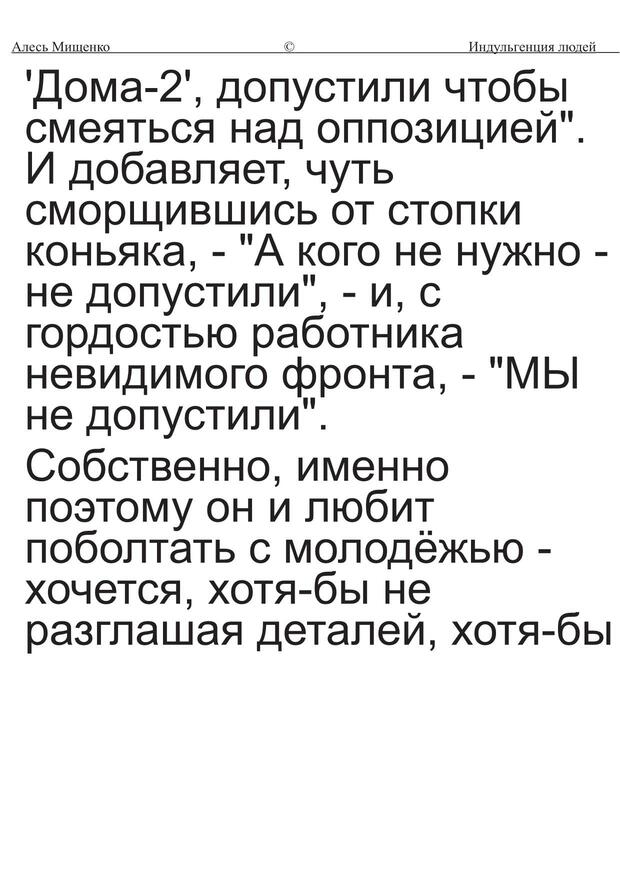 Алесь Мищенко © Индульгенция людей
'Дома-2', допустили чтобы
смеяться над оппозицией".
И добавляет, чуть
сморщившись от стопки
коньяка, - "А кого не нужно -
не допустили", - и, с
гордостью работника
невидимого фронта, - "МЫ
не допустили".
Собственно, именно
поэтому он и любит
поболтать с молодёжью -
хочется, хотя-бы не
разглашая деталей, хотя-бы